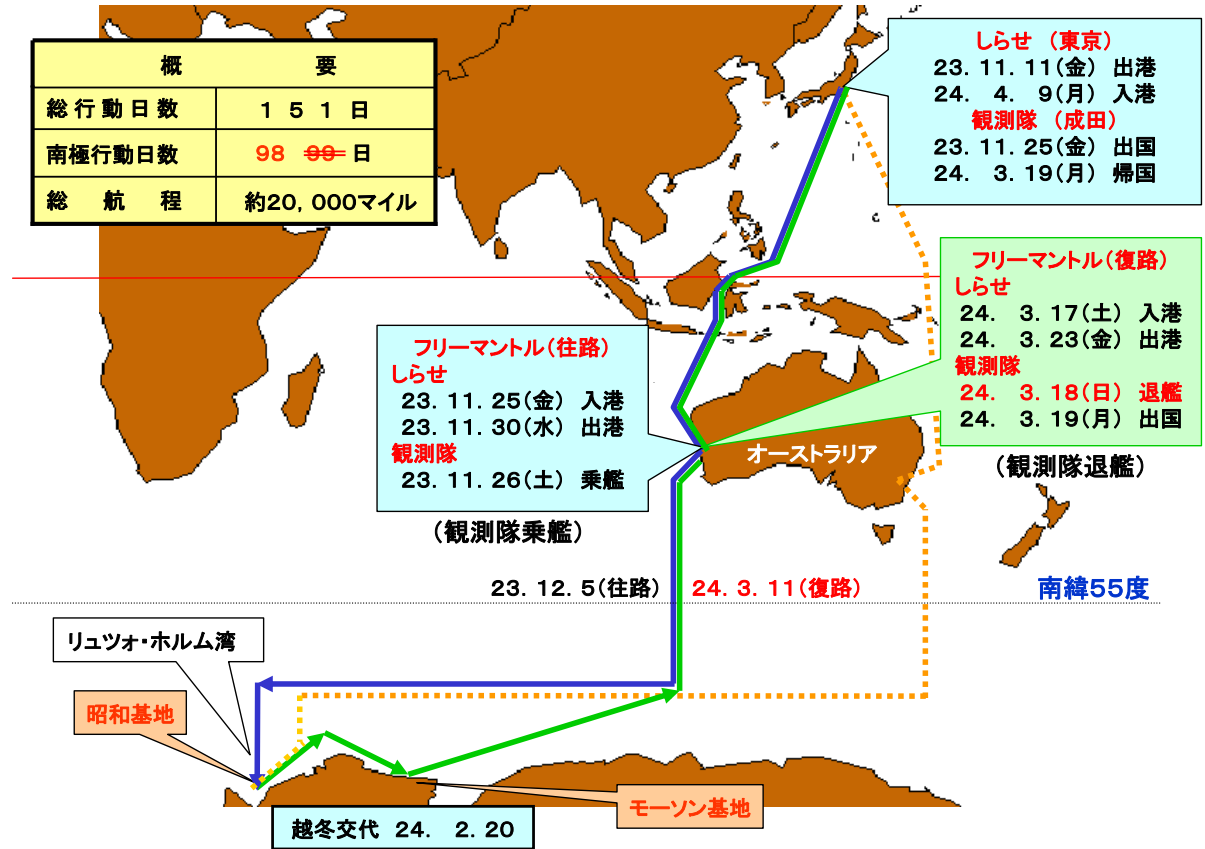 概　　　要
総行動日数　１５１日
南極行動日数　98 99 日
総　航　程　約20，000マイル
しらせ （東京）
23．11．11（金） 出港
24．　4．　9（月） 入港
観測隊 （成田）
23．11．25（金） 出国
24．　3．19（月） 帰国
フリーマントル（復路）
しらせ
24．　3．17（土） 入港
24．　3．23（金） 出港
観測隊
24．　3．18（日） 退艦
24．　3．19（月） 出国
（観測隊退艦）
フリーマントル（往路）
しらせ
23．11．25（金） 入港
23．11．30（水） 出港
観測隊
23．11．26（土） 乗艦
（観測隊乗艦）
オーストラリア
23．12．5（往路）
24．3．11（復路）
南緯55度
リュツォ・ホルム湾
昭和基地
モーソン基地
越冬交代 24．　2．20